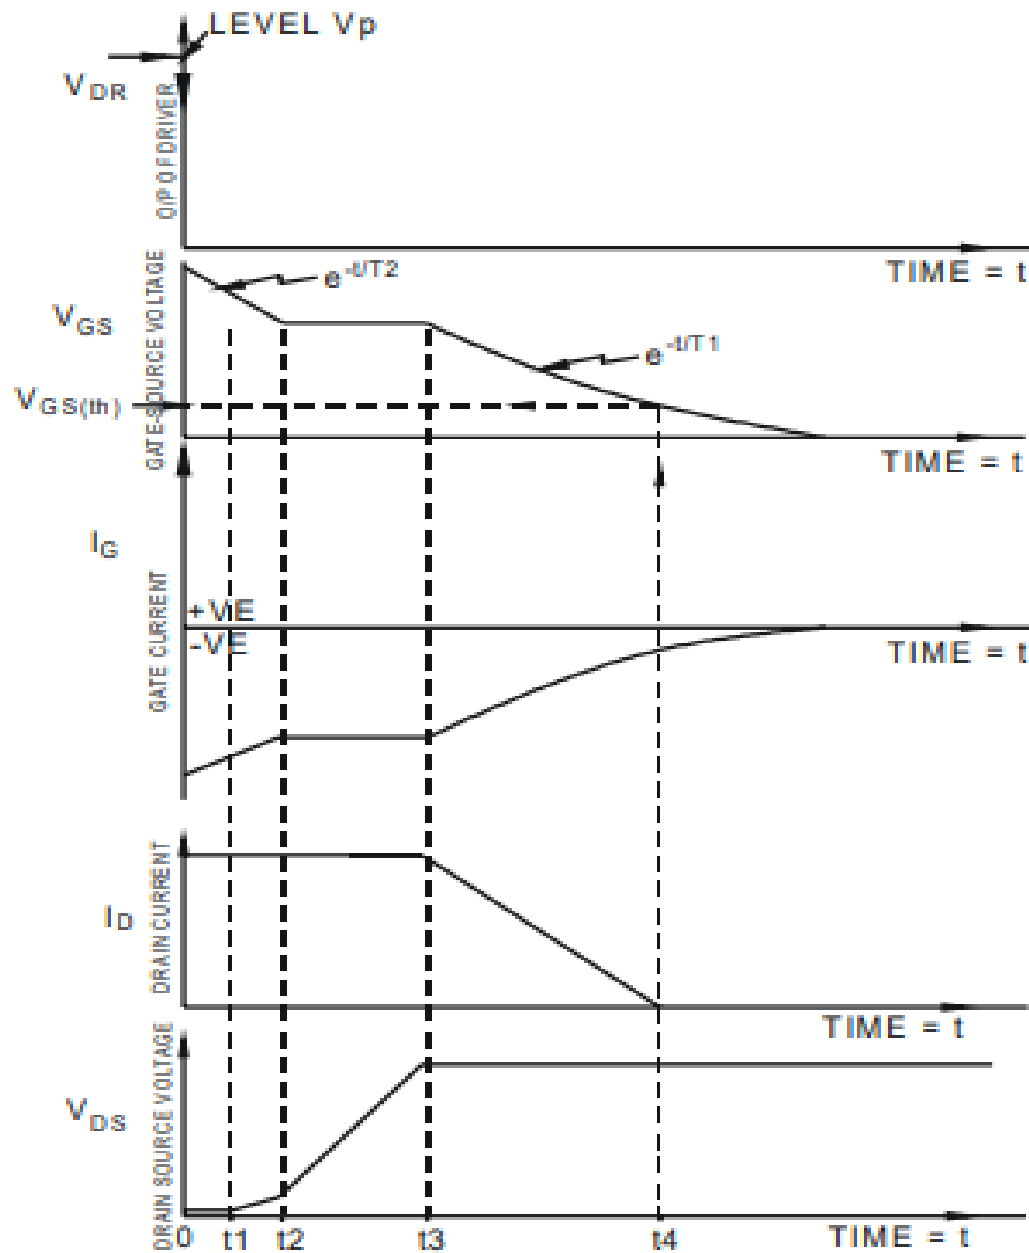 LEVEL Vp
VDR
O/P OF DRIVER
TIME = t
e-t/T2
VGS
GATE-SOURCE VOLTAGE
e-t/T1
VGS(th)
TIME = t
IG
GATE CURRENT
+VE
-VE
TIME = t
ID
DRAIN CURRENT
TIME = t
VDS
DRAIN SOURCE VOLTAGE
0 t1 t2 t3 t4 TIME = t